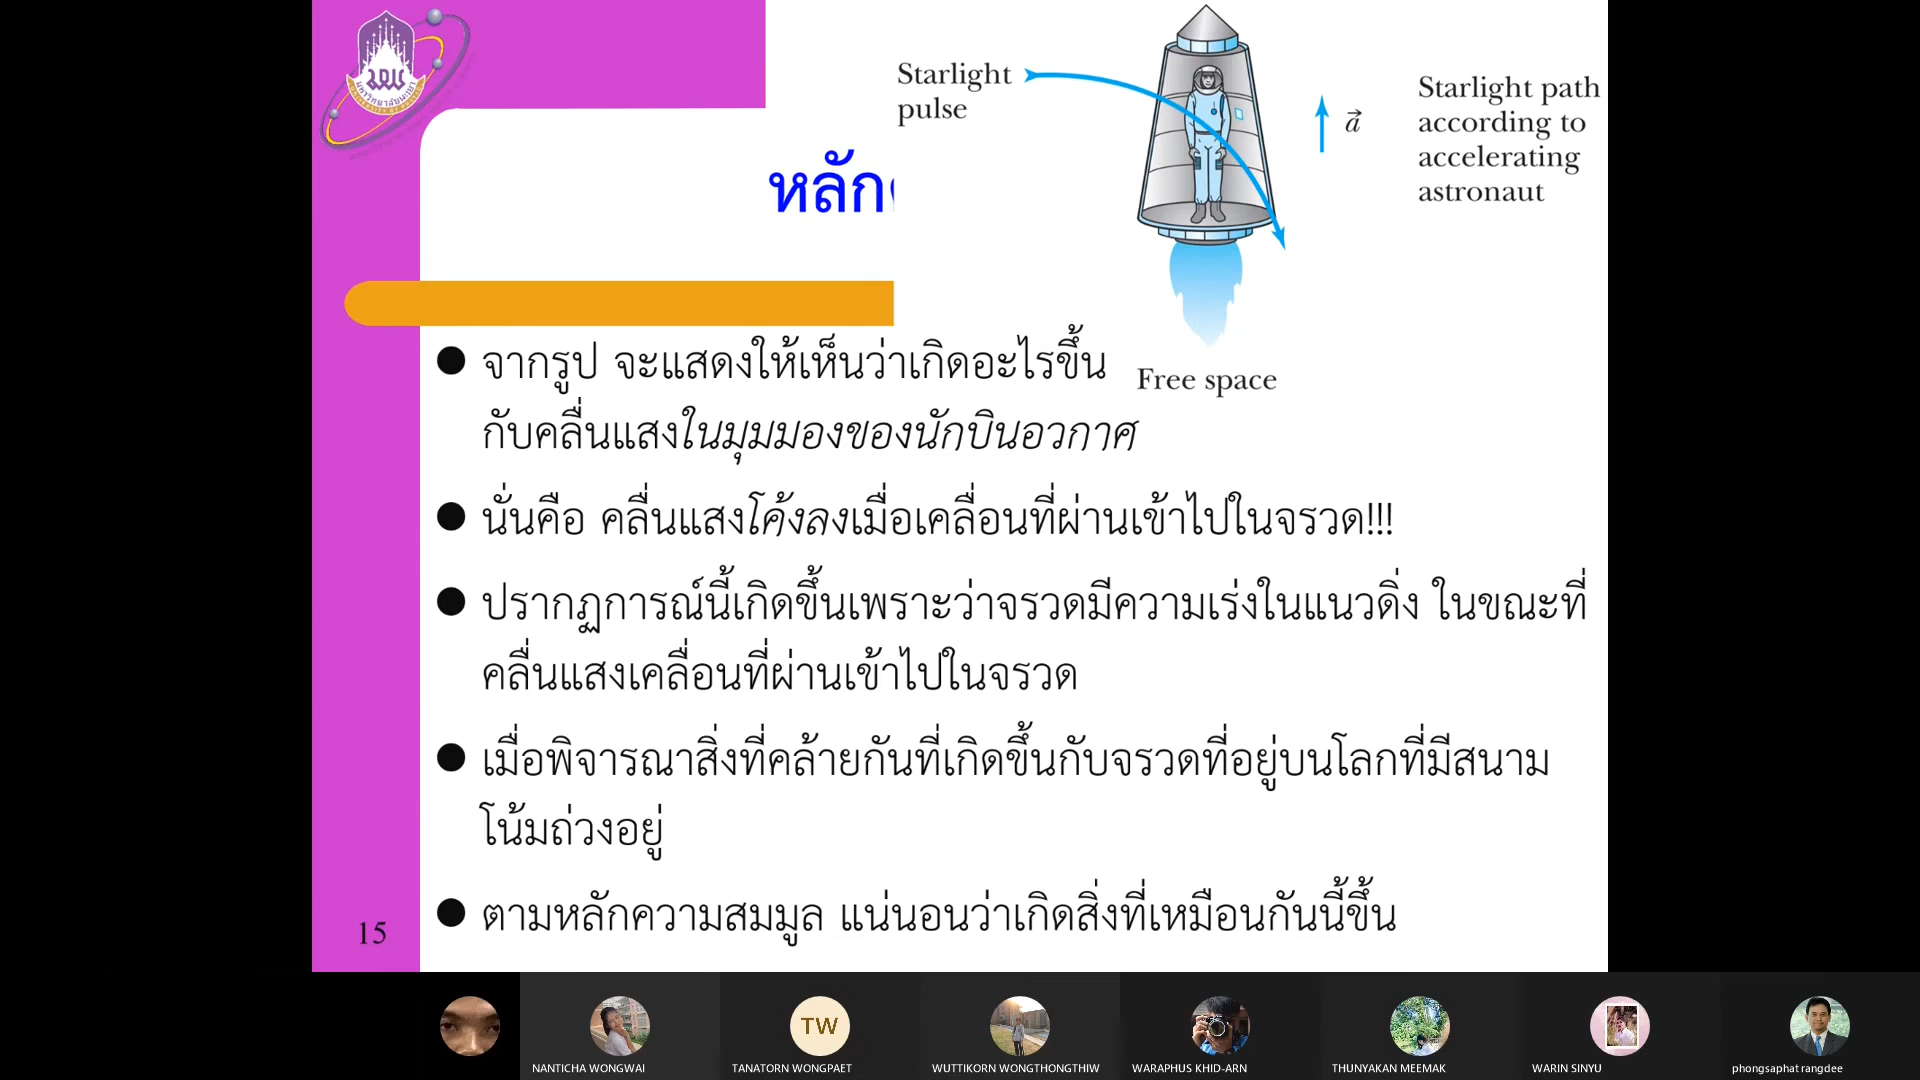 Starlight
pulse
a
Starlight path
according to
accelerating
astronaut
หลัก
Free space
จากรูป จะแสดงให้เห็นว่าเกิดอะไรขึ้น
กับคลื่นแสงในมุมมองของนักบินอวกาศ
นั่นคือ คลื่นแสงโค้งลงเมื่อเคลื่อนที่ผ่านเข้าไปในจรวด!!!
ปรากฏการณ์นี้เกิดขึ้นเพราะว่าจรวดมีความเร่งในแนวดิ่ง ในขณะที่
คลื่นแสงเคลื่อนที่ผ่านเข้าไปในจรวด
เมื่อพิจารณาสิ่งที่คล้ายกันที่เกิดขึ้นกับจรวดที่อยู่บนโลกที่มีสนาม
โน้มถ่วงอยู่
ตามหลักความสมมูล แน่นอนว่าเกิดสิ่งที่เหมือนกันนี้ขึ้น
15
TW
NANTICHA WONGWAI
TANATORN WONGPAET
WUTTIKORN WONGTHONGTHIW
WARAPHUS KHID-ARN
THUNYAKAN MEEMAK
WARIN SINYU
phongsaphat rangdee